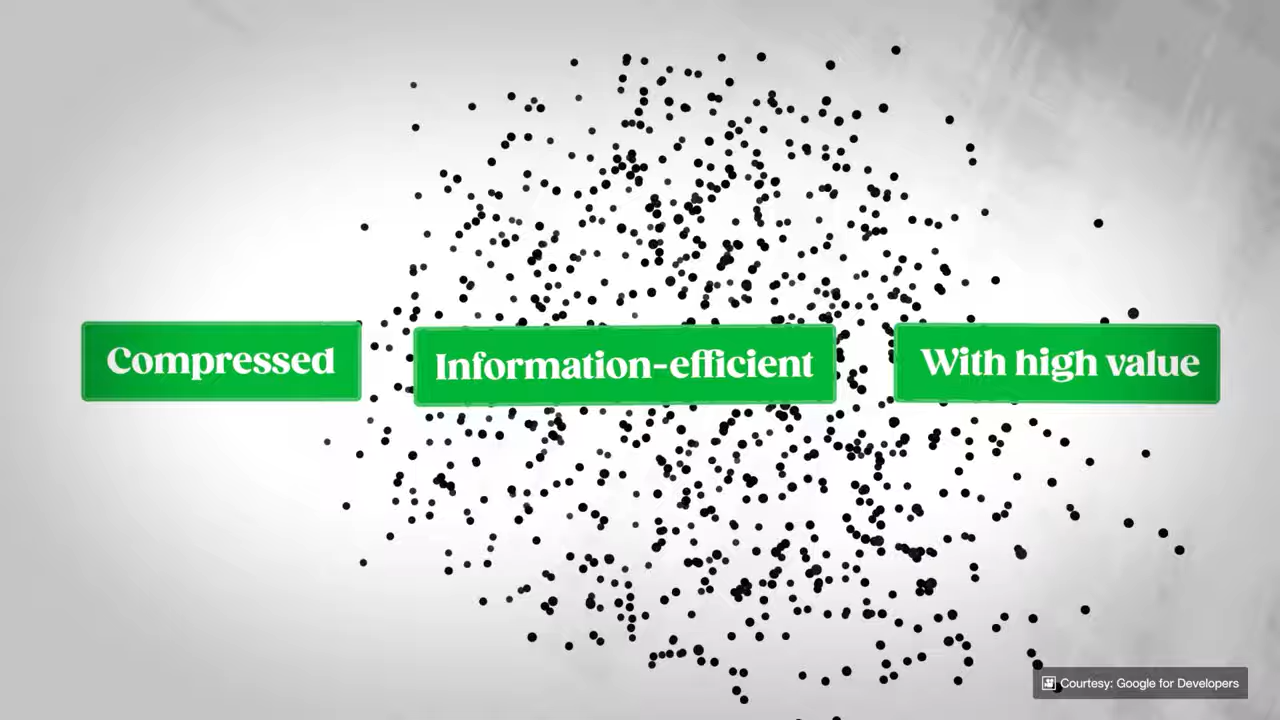 Compressed
Information-efficient
With high value
Courtesy: Google for Developers